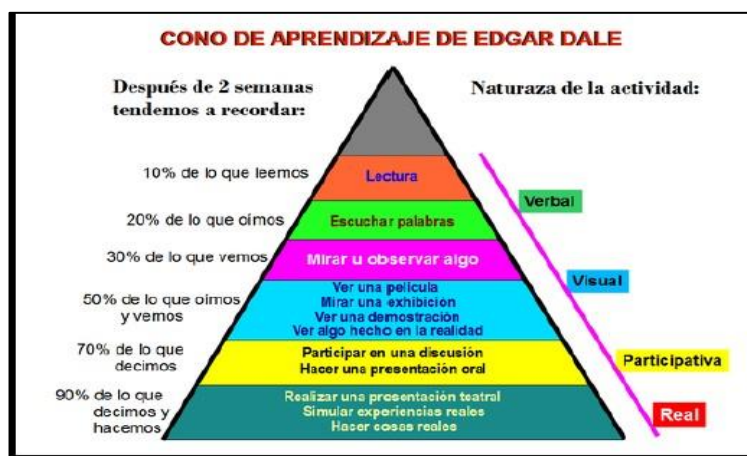 CONO DE APRENDIZAJE DE EDGAR DALE
Después de 2 semanas
tendemos a recordar:
Naturaza de la actividad:
10% de lo que leemos
Lectura
Verbal
20% de lo que oímos
Escuchar palabras
30% de lo que vemos
Mirar u observar algo
Visual
50% de lo que oímos
y vemos
Ver una película
Mirar una exhibición
Ver una demostración
Ver algo hecho en la realidad
70% de lo que
decimos
Participar en una discusión
Hacer una presentación oral
Participativa
90% de lo que
decimos y
hacemos
Realizar una presentación teatral
Simular experiencias reales
Hacer cosas reales
Real